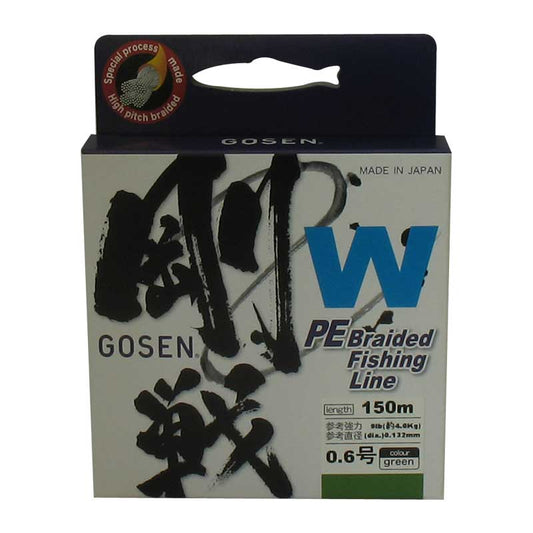 Special process
made
High pitch braided
GOSEN®
MADE IN JAPAN
剛戦
W
GOSEN®
PE Braided
Fishing
Line
length 150m
参考強力 9lb(約4.0Kg)
参考直径(dia.)0.132mm
0.6号 colour green